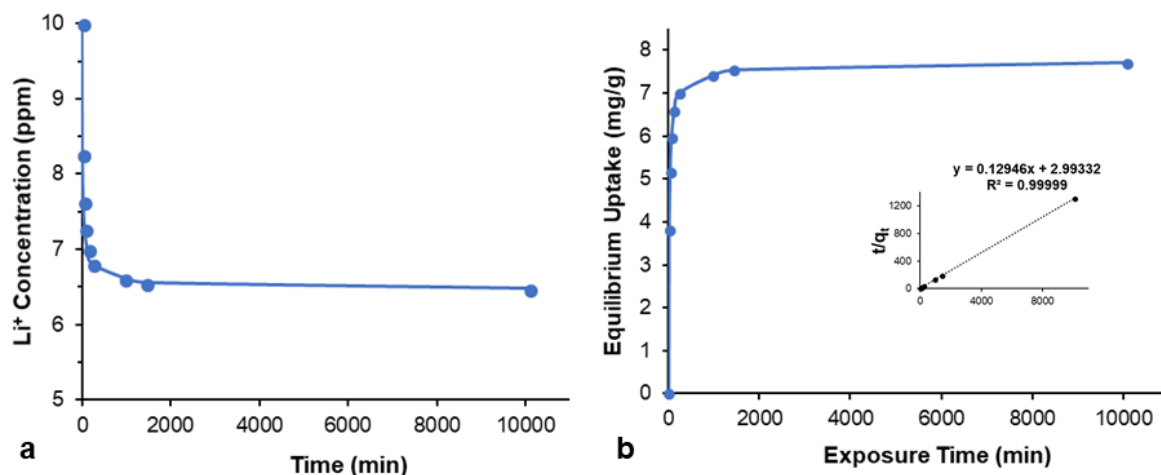 Li⁺ Concentration (ppm)
10
9
8
7
6
5
0 2000 4000 6000 8000 10000
Time (min)
a
Equilibrium Uptake (mg/g)
8
7
6
5
4
3
2
1
0
0 2000 4000 6000 8000 10000
Exposure Time (min)
b
y = 0.12946x + 2.99332
R² = 0.99999
t/qₜ
1200
800
400
0
0 4000 8000